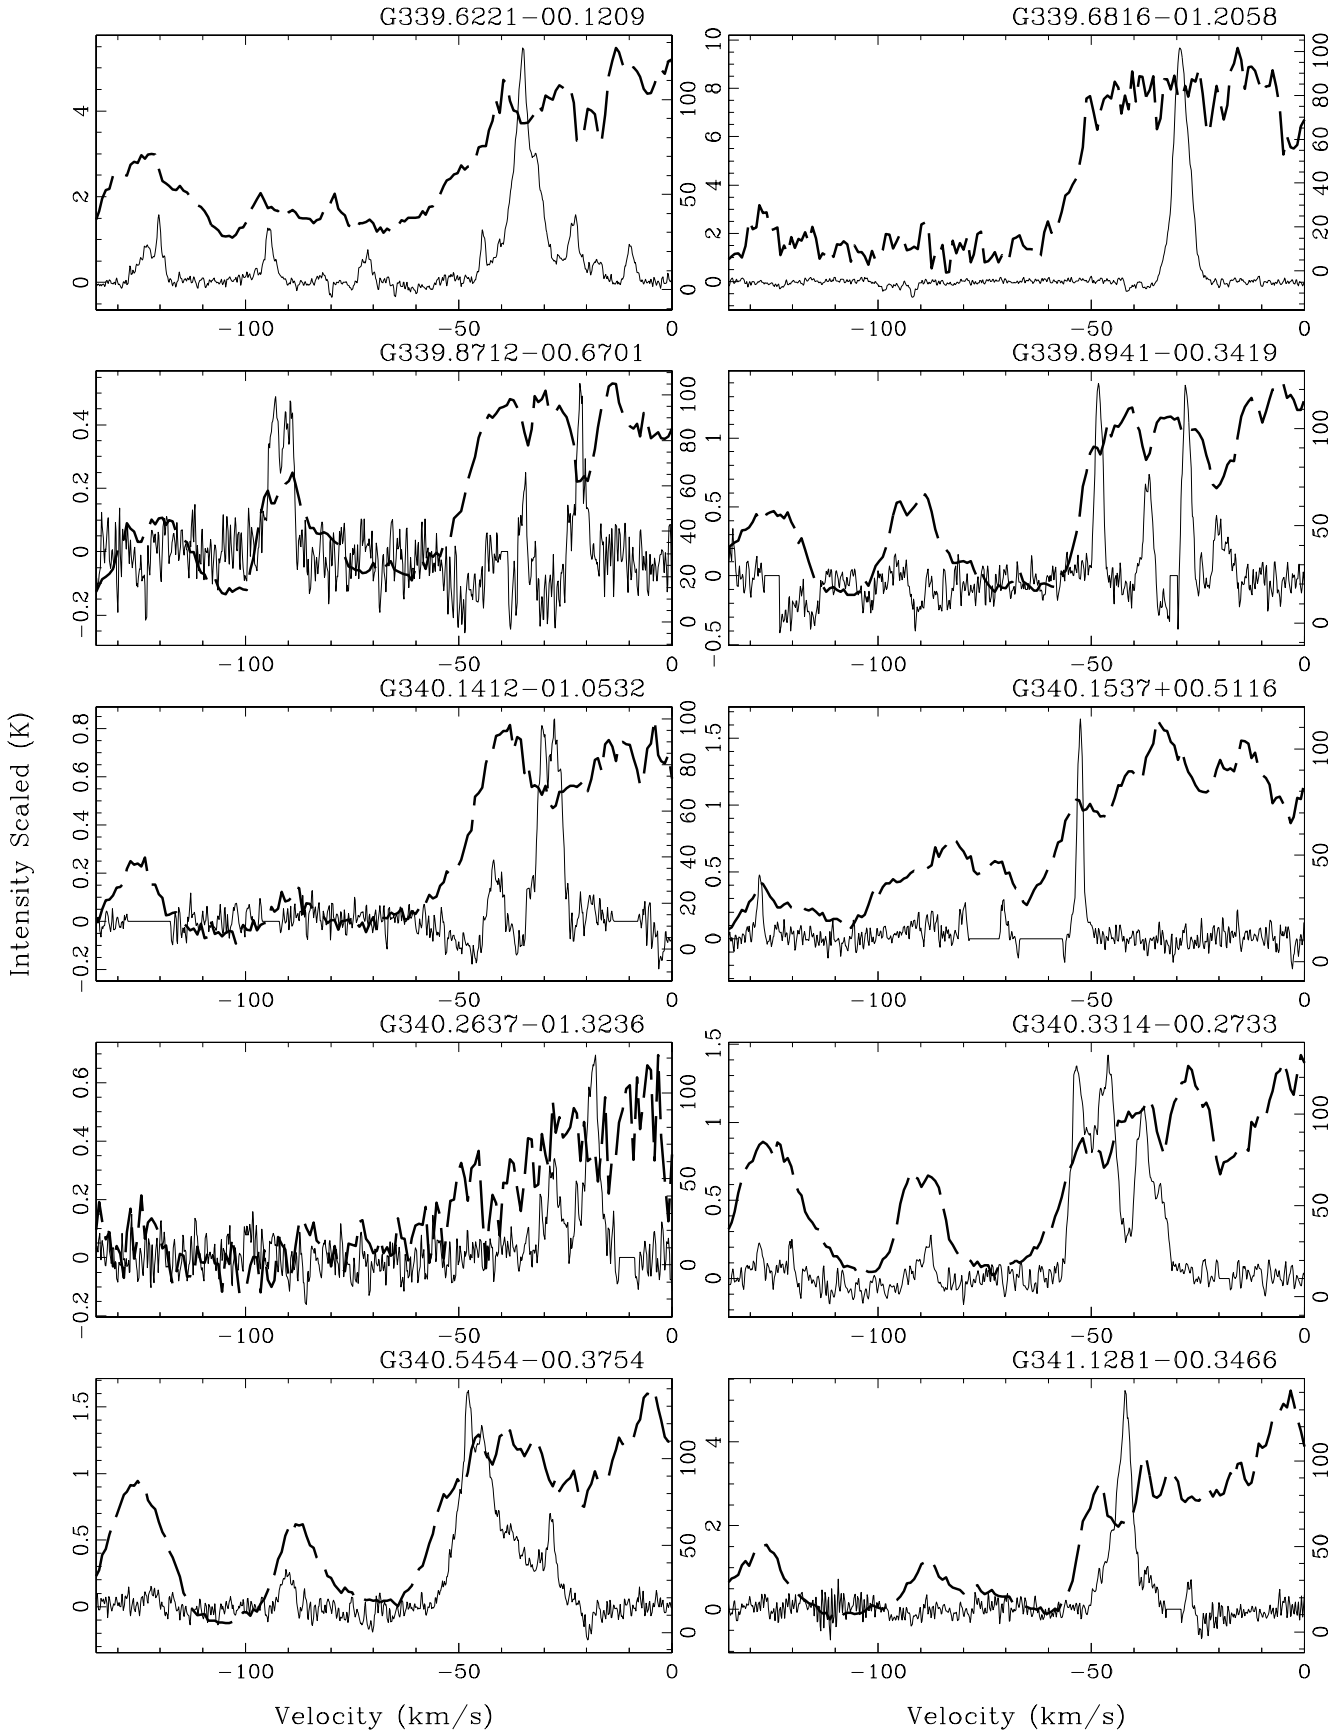 G339.6221−00.1209
G339.6816−01.2058
0 2 4
0 50 100
0 2 4 6 8 10
0 20 40 60 80 100
−100 −50 0
−100 −50 0
G339.8712−00.6701
G339.8941−00.3419
−0.2 0 0.2 0.4
0 20 40 60 80 100
−0.5 0 0.5 1
0 50 100
−100 −50 0
−100 −50 0
G340.1412−01.0532
G340.1537+00.5116
−0.2 0 0.2 0.4 0.6 0.8
0 20 40 60 80 100
0 0.5 1 1.5
0 50 100
−100 −50 0
−100 −50 0
Intensity Scaled (K)
G340.2637−01.3236
G340.3314−00.2733
−0.2 0 0.2 0.4 0.6
0 50 100
0 0.5 1 1.5
0 50 100
−100 −50 0
−100 −50 0
G340.5454−00.3754
G341.1281−00.3466
0 0.5 1 1.5
0 50 100
0 2 4
0 50 100
−100 −50 0
−100 −50 0
Velocity (km/s)
Velocity (km/s)